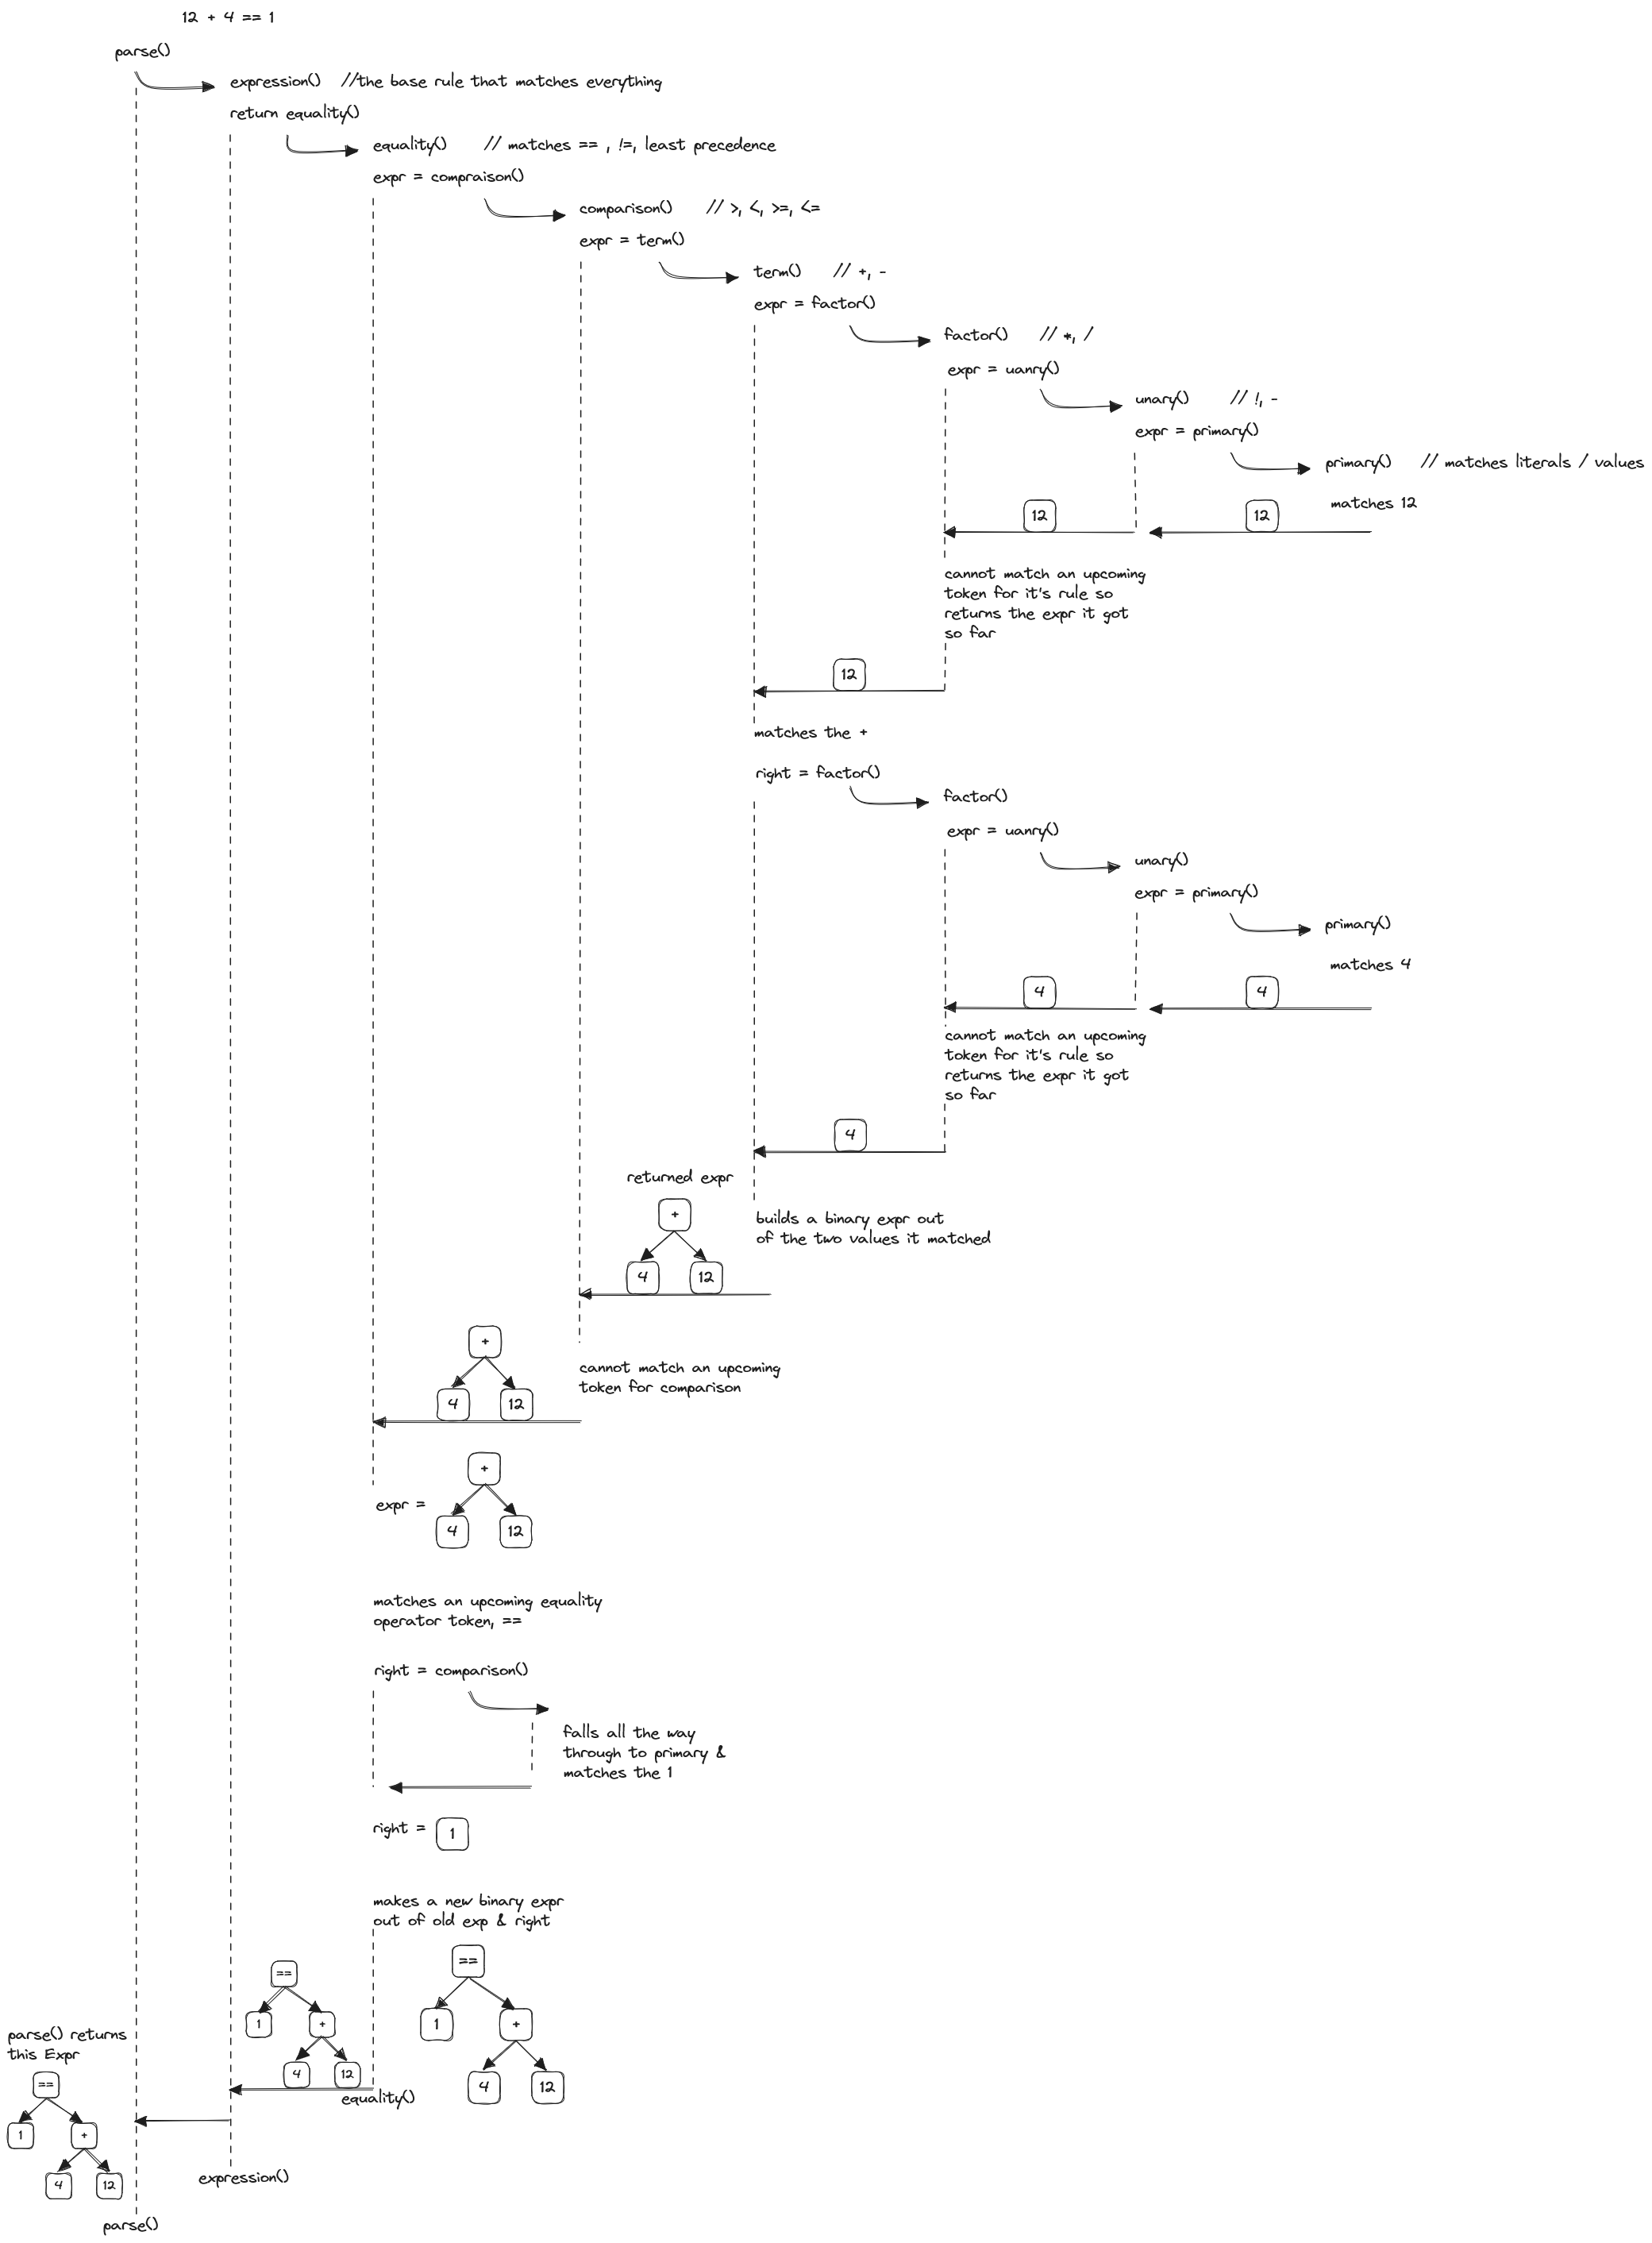 12 + 4 == 1
parse()
expression() //the base rule that matches everything
return equality()
equality() // matches == , !=, least precedence
expr = compraison()
comparison() // >, <, >=, <=
expr = term()
term() // +, -
expr = factor()
factor() // *, /
expr = uanry()
unary() // !, -
expr = primary()
primary() // matches literals / values
matches 12
12
12
cannot match an upcoming
token for it's rule so
returns the expr it got
so far
12
matches the +
right = factor()
factor()
expr = uanry()
unary()
expr = primary()
primary()
matches 4
4
4
cannot match an upcoming
token for it's rule so
returns the expr it got
so far
4
returned expr
+
4 12
builds a binary expr out
of the two values it matched
+
4 12
cannot match an upcoming
token for comparison
+
expr =
4 12
matches an upcoming equality
operator token, ==
right = comparison()
falls all the way
through to primary &
matches the 1
right = 1
makes a new binary expr
out of old exp & right
==
1 +
4 12
==
1 +
4 12
equality()
parse() returns
this Expr
==
1 +
4 12
expression()
parse()